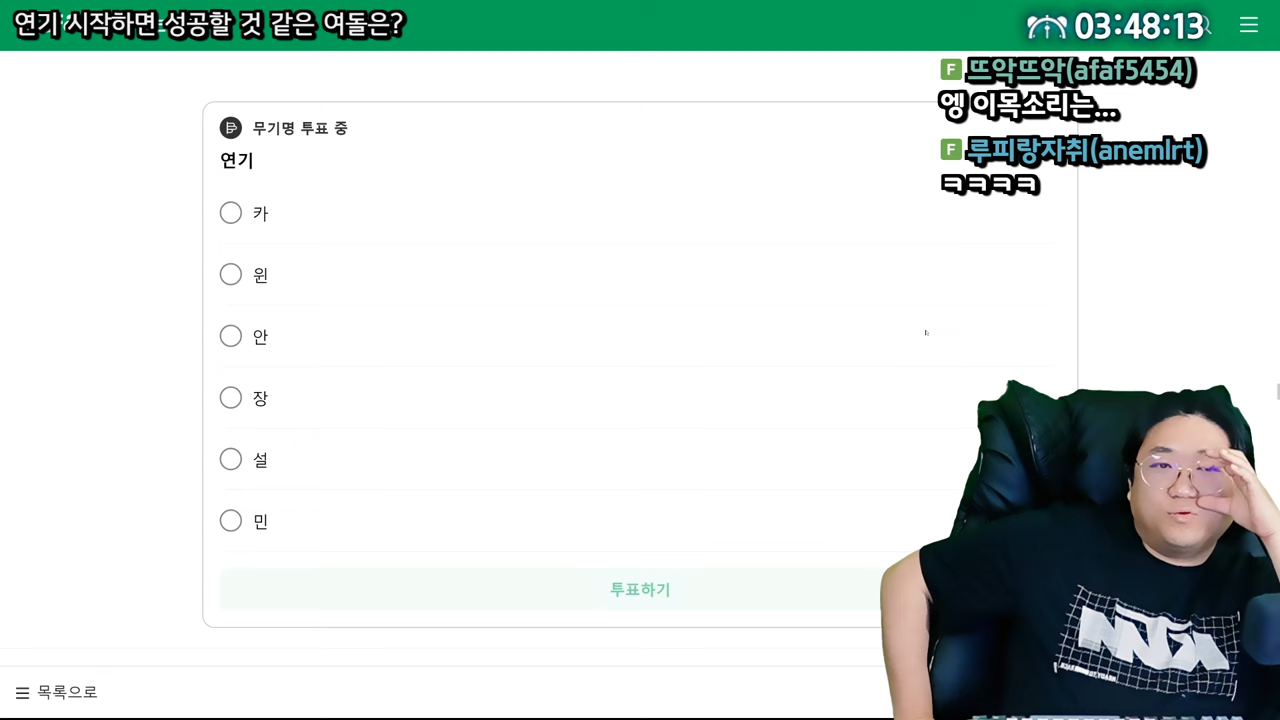 연기 시작하면 성공할 것 같은 여돌은?
03:48:13
F 뜨악뜨악(afaf5454)
엥 이목소리는...
F 루피랑자취(anemlrt)
ㅋㅋㅋㅋ
무기명 투표 중
연기
카
윈
안
장
설
민
투표하기
목록으로